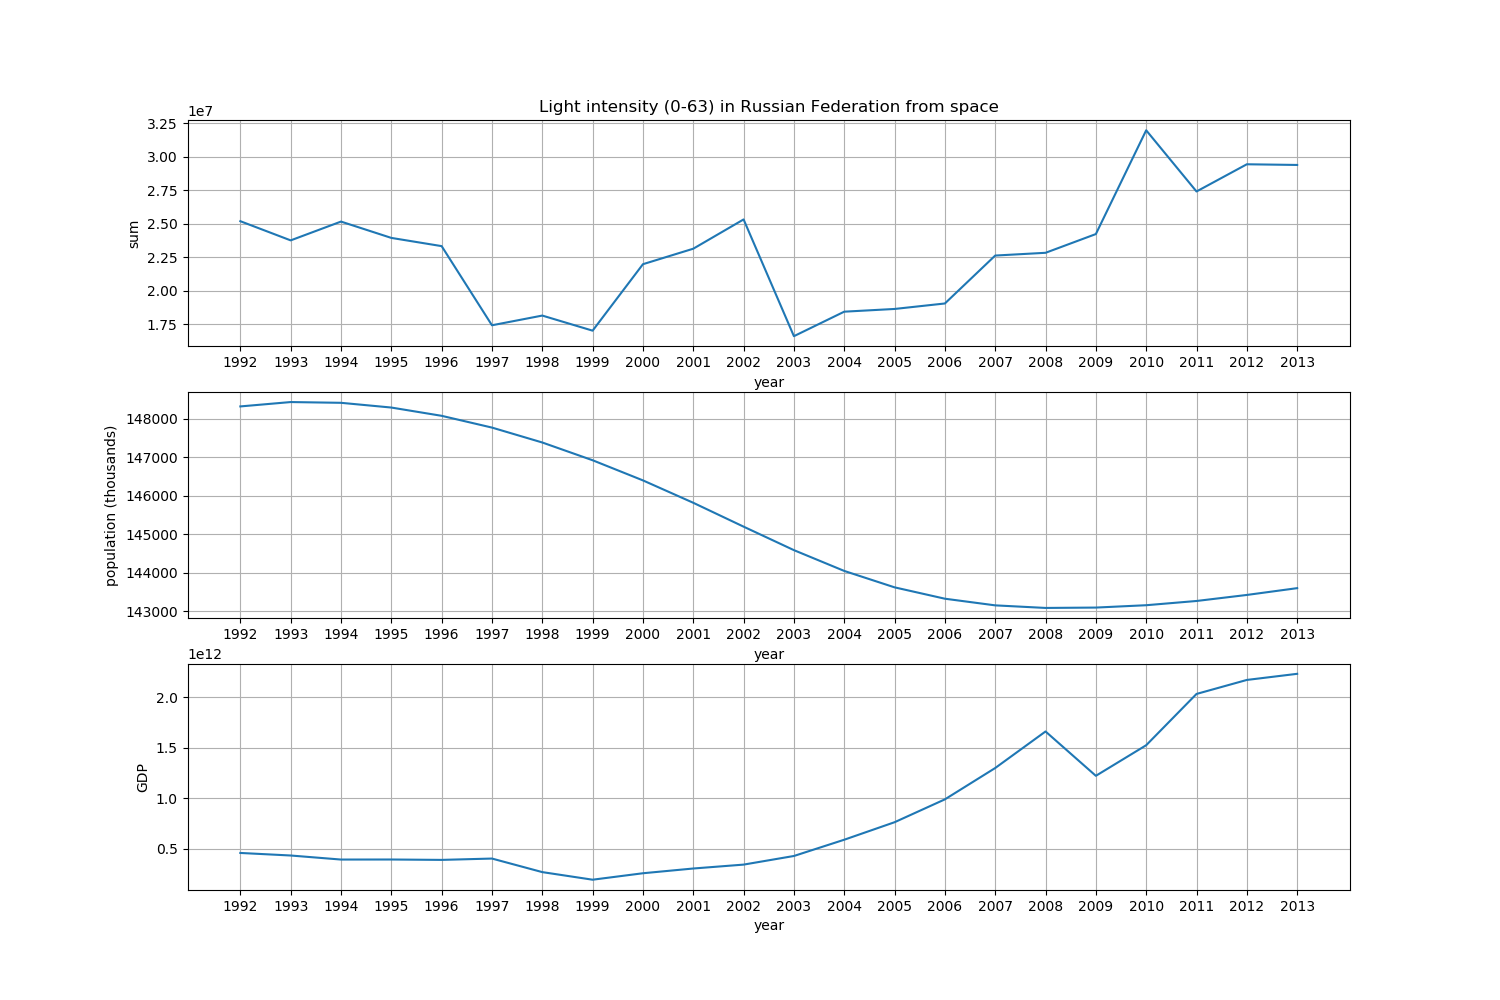 Light intensity (0-63) in Russian Federation from space
1e7
3.25
3.00
2.75
2.50
2.25
2.00
1.75
sum
1992 1993 1994 1995 1996 1997 1998 1999 2000 2001 2002 2003 2004 2005 2006 2007 2008 2009 2010 2011 2012 2013
year
148000
147000
146000
145000
144000
143000
population (thousands)
1992 1993 1994 1995 1996 1997 1998 1999 2000 2001 2002 2003 2004 2005 2006 2007 2008 2009 2010 2011 2012 2013
year
1e12
2.0
1.5
1.0
0.5
GDP
1992 1993 1994 1995 1996 1997 1998 1999 2000 2001 2002 2003 2004 2005 2006 2007 2008 2009 2010 2011 2012 2013
year